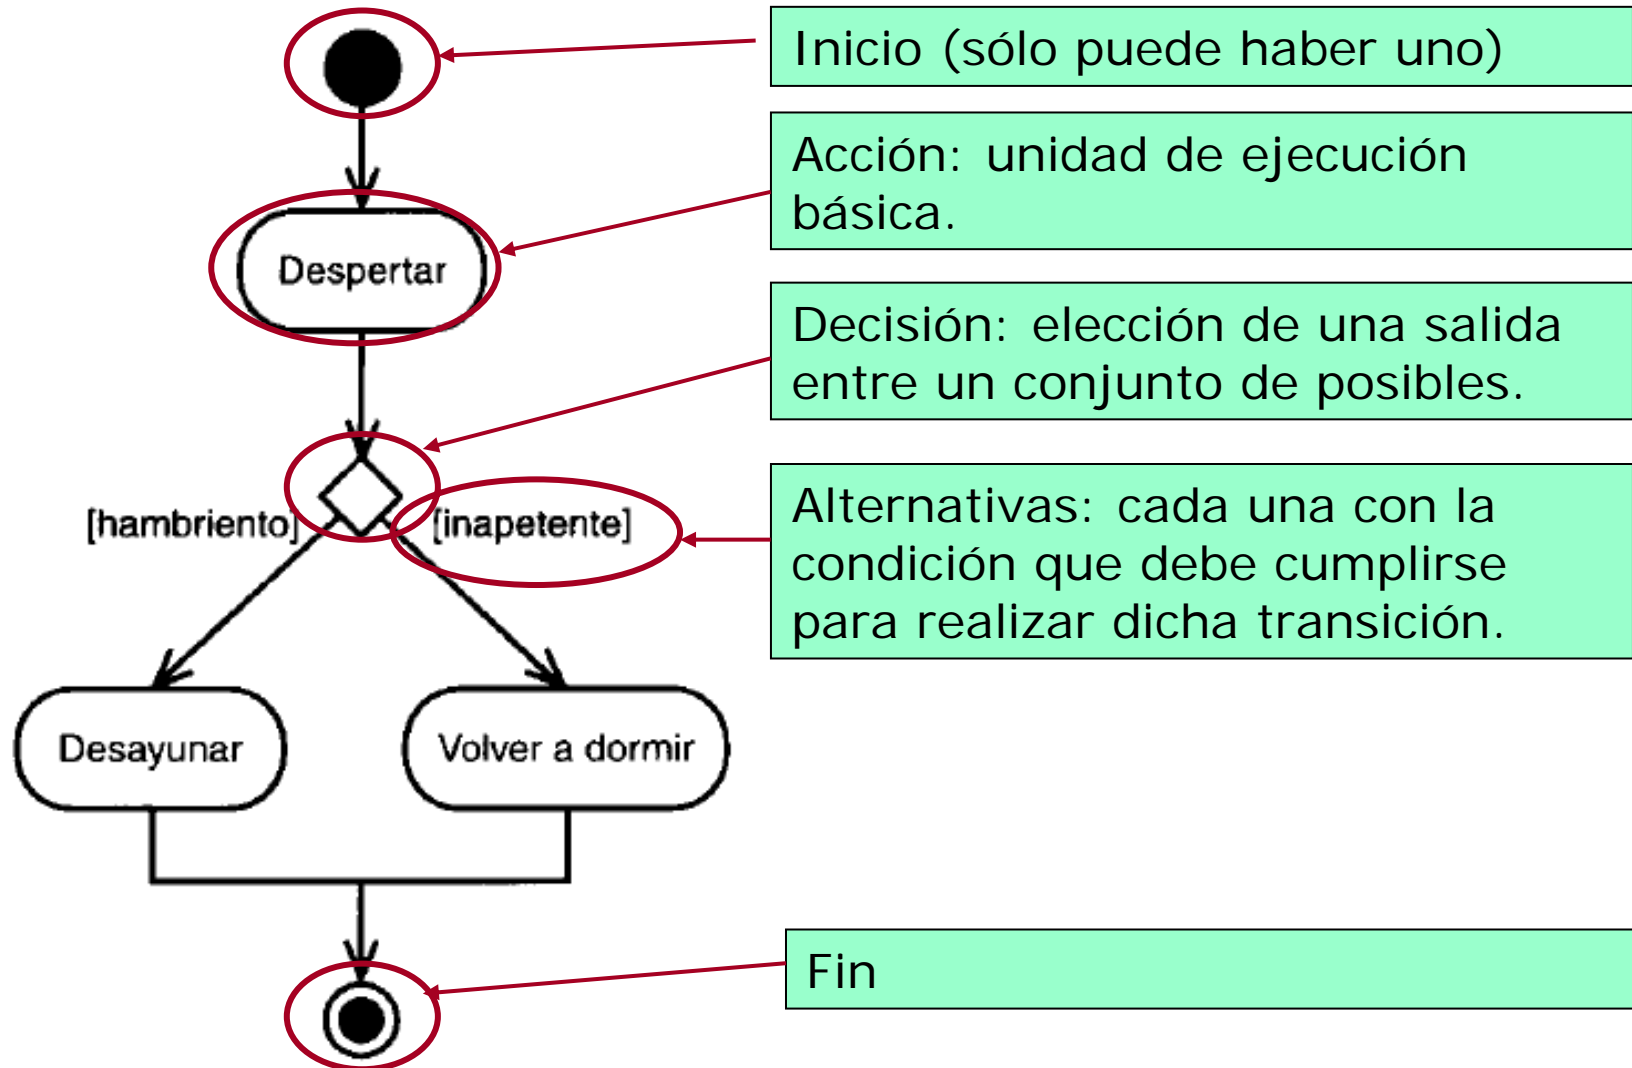 Inicio (sólo puede haber uno)
Acción: unidad de ejecución
básica.
Despertar
Decisión: elección de una salida
entre un conjunto de posibles.
[hambriento]
[inapetente]
Alternativas: cada una con la
condición que debe cumplirse
para realizar dicha transición.
Desayunar
Volver a dormir
Fin